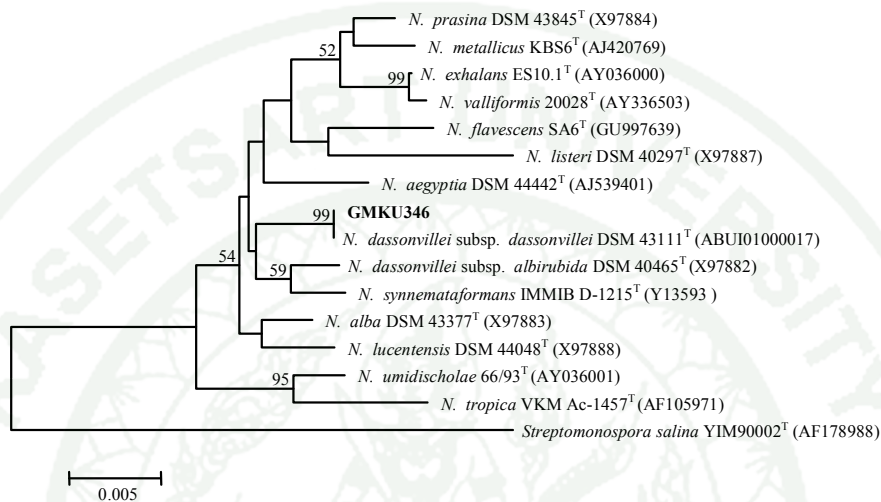 N. prasina DSM 43845T (X97884)
52
N. metallicus KBS6T (AJ420769)
99
N. exhalans ES10.1T (AY036000)
N. valliformis 20028T (AY336503)
N. flavescens SA6T (GU997639)
N. listeri DSM 40297T (X97887)
N. aegyptia DSM 44442T (AJ539401)
99
GMKU346
N. dassonvillei subsp. dassonvillei DSM 43111T (ABUI01000017)
54
59
N. dassonvillei subsp. albirubida DSM 40465T (X97882)
N. synnemataformans IMMIB D-1215T (Y13593 )
N. alba DSM 43377T (X97883)
N. lucentensis DSM 44048T (X97888)
95
N. umidischolae 66/93T (AY036001)
N. tropica VKM Ac-1457T (AF105971)
Streptomonospora salina YIM90002T (AF178988)
0.005